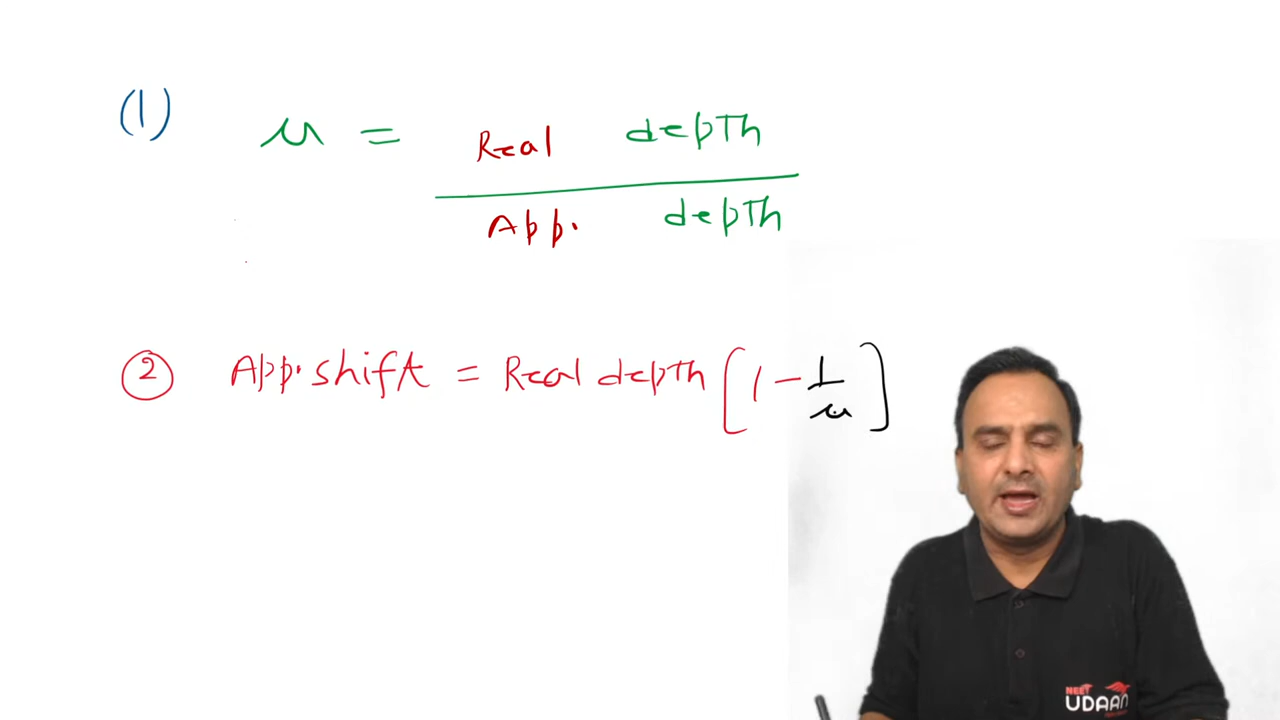 (1) μ = Real depth / App. depth
② App. shift = Real depth [1 - 1/μ]
NEET
UDAAN